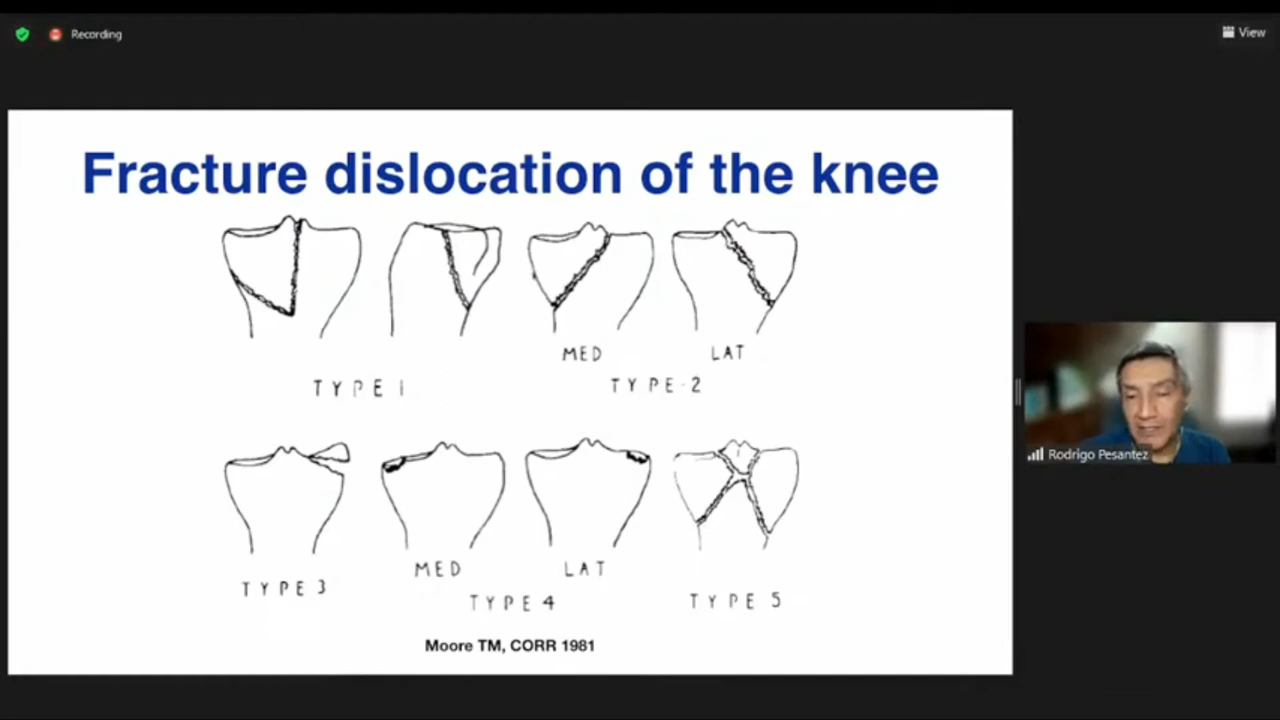 Recording
View
Fracture dislocation of the knee
MED
LAT
TYPE 1
TYPE-2
MED
LAT
TYPE 3
TYPE 4
TYPE 5
Moore TM, CORR 1981
Rodrigo Pesantez